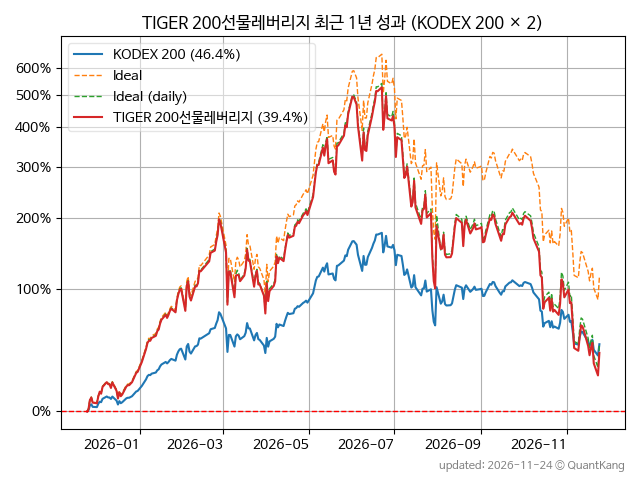 TIGER 200선물레버리지 최근 1년 성과 (KODEX 200 × 2)
KODEX 200 (46.4%)
Ideal
Ideal (daily)
TIGER 200선물레버리지 (39.4%)
600%
500%
400%
300%
200%
100%
0%
2026-01 2026-03 2026-05 2026-07 2026-09 2026-11
updated: 2026-11-24 © QuantKang